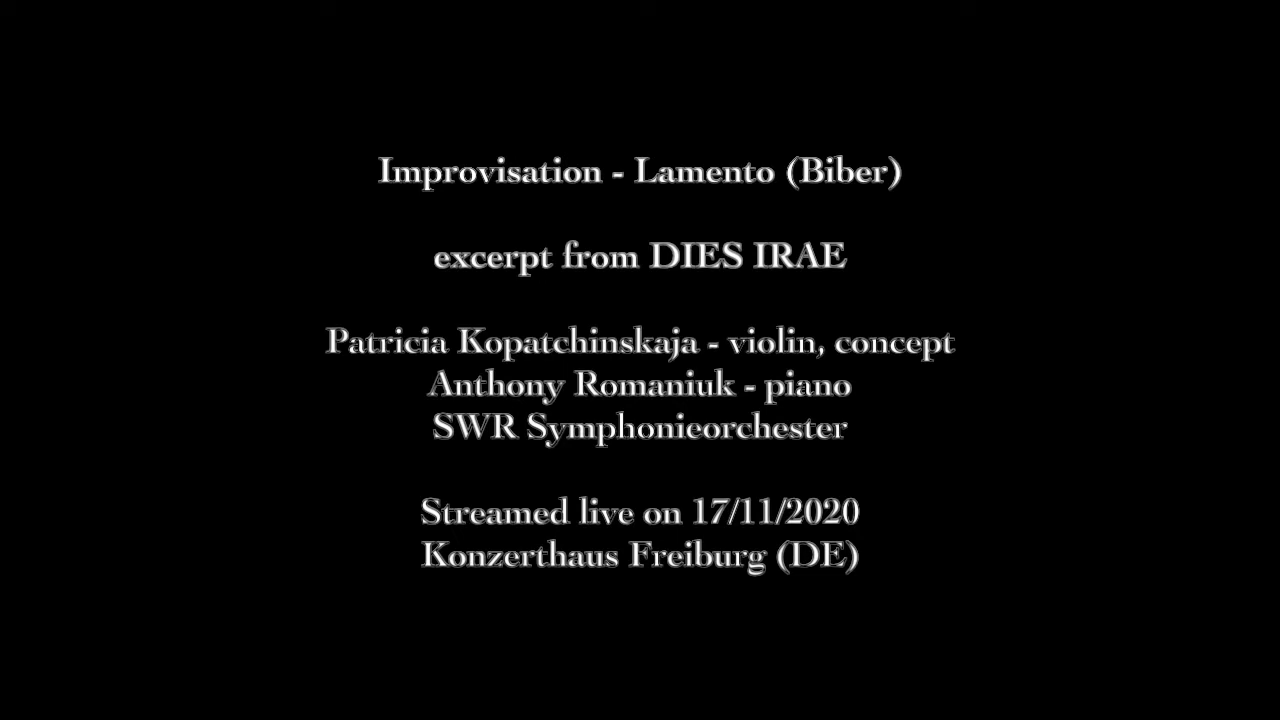 Improvisation - Lamento (Biber)
excerpt from DIES IRAE
Patricia Kopatchinskaja - violin, concept
Anthony Romaniuk - piano
SWR Symphonieorchester
Streamed live on 17/11/2020
Konzerthaus Freiburg (DE)